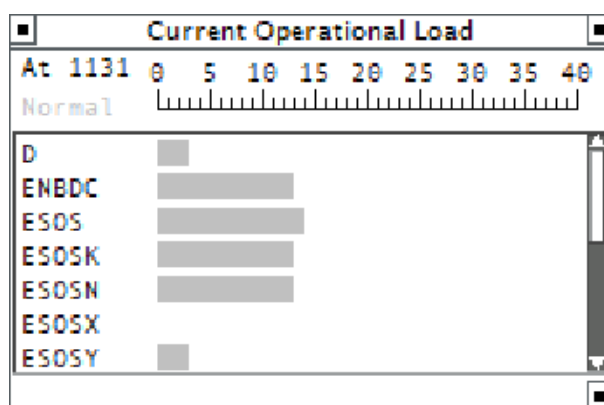 Current Operational Load
At 1131 0 5 10 15 20 25 30 35 40
Normal
D
ENBDC
ESOS
ESOSK
ESOSN
ESOSX
ESOSY